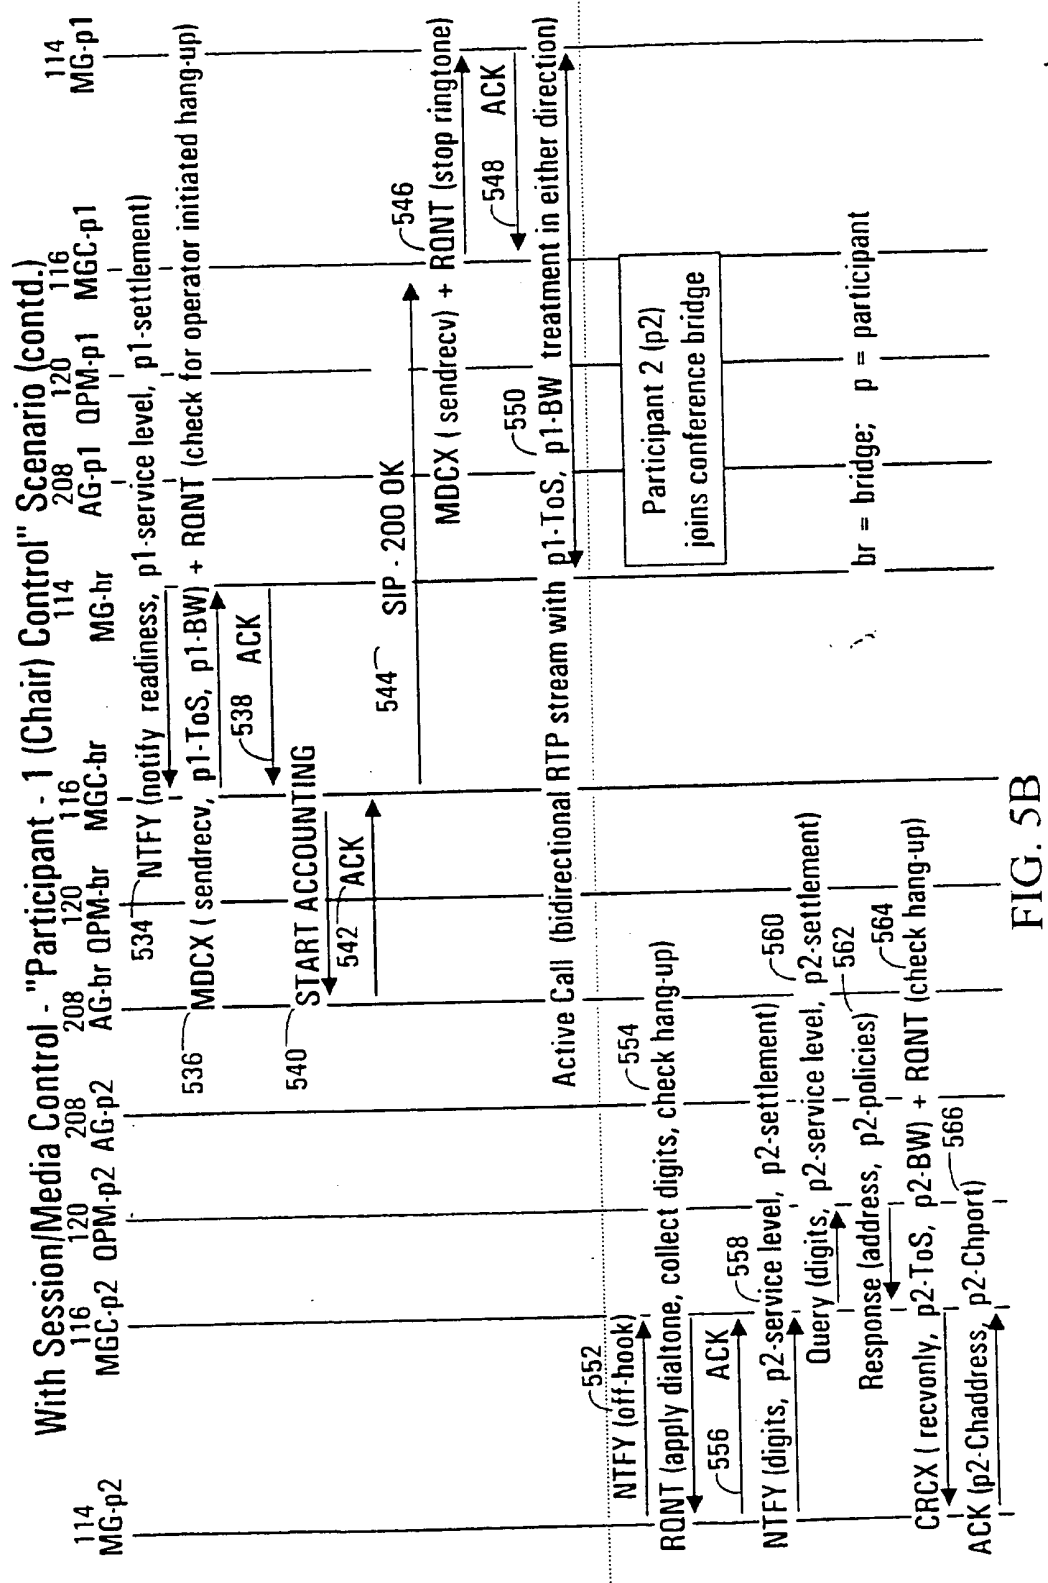 With Session/Media Control - "Participant - 1 (Chair) Control" Scenario (contd.)
114 116 120 208 208 120 116 114 208 120 116 114
MG-p2 MGC-p2 QPM-p2 AG-p2 AG-br QPM-br MGC-br MG-br AG-p1 QPM-p1 MGC-p1 MG-p1
534 NTFY (notify readiness, p1-service level, p1-settlement)
536 MDCX ( sendrecv, p1-ToS, p1-BW) + RQNT (check for operator initiated hang-up)
538 ACK
540 START ACCOUNTING
542 ACK
544 SIP - 200 OK
546
MDCX ( sendrecv) + RQNT (stop ringtone)
548 ACK
550
Active Call (bidirectional RTP stream with p1-ToS, p1-BW treatment in either direction)
552
NTFY (off-hook)
Participant 2 (p2)
joins conference bridge
554
RQNT (apply dialtone, collect digits, check hang-up)
556 ACK
558
NTFY (digits, p2-service level, p2-settlement)
560
Query (digits, p2-service level, p2-settlement)
562
Response (address, p2-policies)
564
CRCX ( recvonly, p2-ToS, p2-BW) + RQNT (check hang-up)
566
ACK (p2-Chaddress, p2-Chport)
br = bridge; p = participant
FIG. 5B